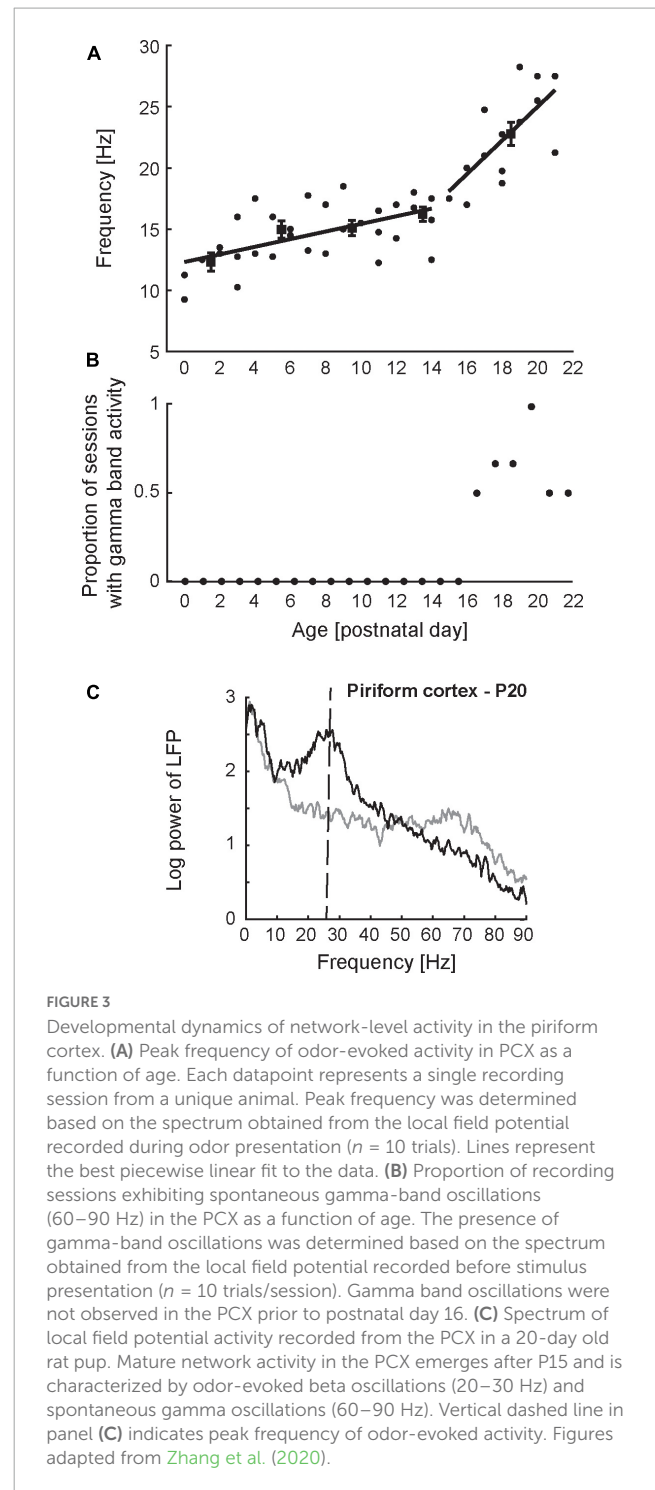 A
30
25
20
15
10
5
Frequency [Hz]
0 2 4 6 8 10 12 14 16 18 20 22
B
Proportion of sessions
with gamma band activity
1
0.5
0
0 2 4 6 8 10 12 14 16 18 20 22
Age [postnatal day]
C
Piriform cortex - P20
3
2
1
0
Log power of LFP
0 10 20 30 40 50 60 70 80 90
Frequency [Hz]
FIGURE 3
Developmental dynamics of network-level activity in the piriform
cortex. (A) Peak frequency of odor-evoked activity in PCX as a
function of age. Each datapoint represents a single recording
session from a unique animal. Peak frequency was determined
based on the spectrum obtained from the local field potential
recorded during odor presentation (n = 10 trials). Lines represent
the best piecewise linear fit to the data. (B) Proportion of recording
sessions exhibiting spontaneous gamma-band oscillations
(60–90 Hz) in the PCX as a function of age. The presence of
gamma-band oscillations was determined based on the spectrum
obtained from the local field potential recorded before stimulus
presentation (n = 10 trials/session). Gamma band oscillations were
not observed in the PCX prior to postnatal day 16. (C) Spectrum of
local field potential activity recorded from the PCX in a 20-day old
rat pup. Mature network activity in the PCX emerges after P15 and is
characterized by odor-evoked beta oscillations (20–30 Hz) and
spontaneous gamma oscillations (60–90 Hz). Vertical dashed line in
panel (C) indicates peak frequency of odor-evoked activity. Figures
adapted from Zhang et al. (2020).